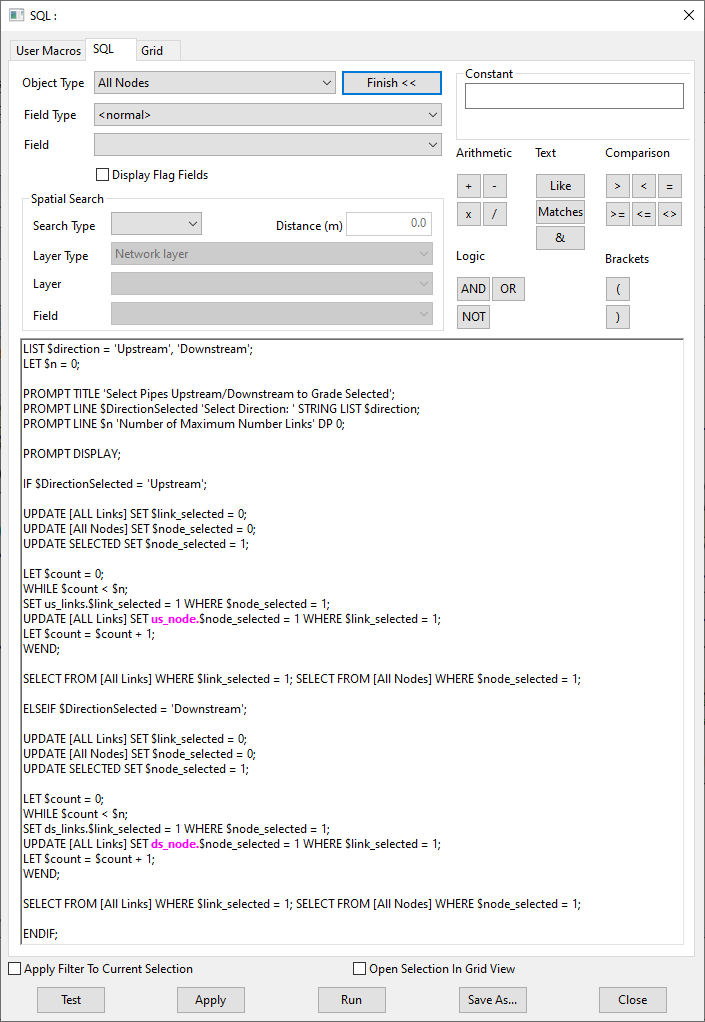 SQL :
User Macros SQL Grid
Object Type All Nodes Finish << Constant
Field Type <normal>
Field
Arithmetic Text Comparison
Display Flag Fields
+ - Like > < =
Spatial Search
x / Matches >= <= <>
Search Type Distance (m) 0.0
&
Layer Type Network layer
Logic Brackets
Layer
AND OR (
Field
NOT )
LIST $direction = 'Upstream', 'Downstream';
LET $n = 0;
PROMPT TITLE 'Select Pipes Upstream/Downstream to Grade Selected';
PROMPT LINE $DirectionSelected 'Select Direction: ' STRING LIST $direction;
PROMPT LINE $n 'Number of Maximum Number Links' DP 0;
PROMPT DISPLAY;
IF $DirectionSelected = 'Upstream';
UPDATE [ALL Links] SET $link_selected = 0;
UPDATE [All Nodes] SET $node_selected = 0;
UPDATE SELECTED SET $node_selected = 1;
LET $count = 0;
WHILE $count < $n;
SET us_links.$link_selected = 1 WHERE $node_selected = 1;
UPDATE [ALL Links] SET us_node.$node_selected = 1 WHERE $link_selected = 1;
LET $count = $count + 1;
WEND;
SELECT FROM [All Links] WHERE $link_selected = 1; SELECT FROM [All Nodes] WHERE $node_selected = 1;
ELSEIF $DirectionSelected = 'Downstream';
UPDATE [ALL Links] SET $link_selected = 0;
UPDATE [All Nodes] SET $node_selected = 0;
UPDATE SELECTED SET $node_selected = 1;
LET $count = 0;
WHILE $count < $n;
SET ds_links.$link_selected = 1 WHERE $node_selected = 1;
UPDATE [ALL Links] SET ds_node.$node_selected = 1 WHERE $link_selected = 1;
LET $count = $count + 1;
WEND;
SELECT FROM [All Links] WHERE $link_selected = 1; SELECT FROM [All Nodes] WHERE $node_selected = 1;
ENDIF;
Apply Filter To Current Selection Open Selection In Grid View
Test Apply Run Save As... Close